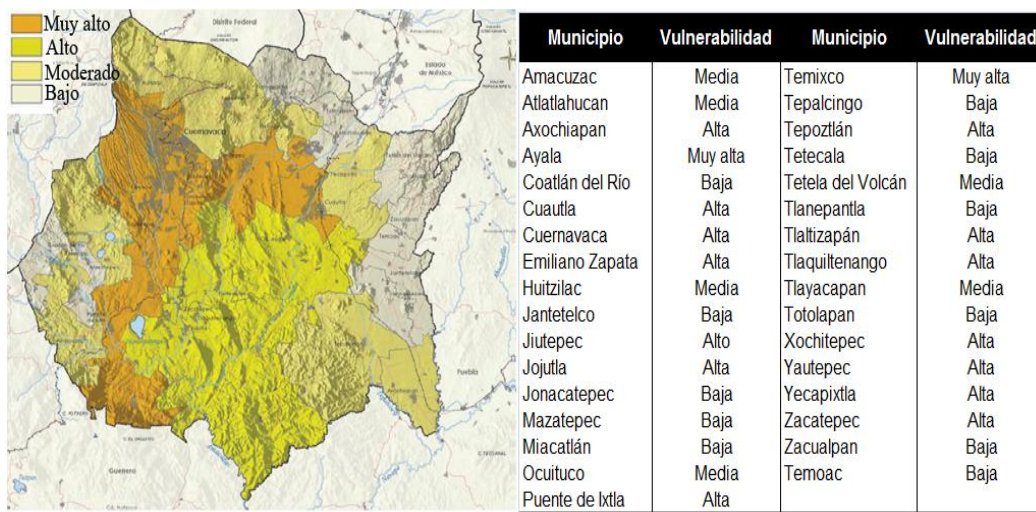 Muy alto
Alto
Moderado
Bajo
Distrito Federal
Estado
de México
Cuernavaca
Cuautla
Puebla
Guerrero
Municipio Vulnerabilidad Municipio Vulnerabilidad
Amacuzac Media Temixco Muy alta
Atlatlahucan Media Tepalcingo Baja
Axochiapan Alta Tepoztlán Alta
Ayala Muy alta Tetecala Baja
Coatlán del Río Baja Tetela del Volcán Media
Cuautla Alta Tlanepantla Baja
Cuernavaca Alta Tlaltizapán Alta
Emiliano Zapata Alta Tlaquiltenango Alta
Huitzilac Media Tlayacapan Media
Jantetelco Baja Totolapan Baja
Jiutepec Alto Xochitepec Alta
Jojutla Alta Yautepec Alta
Jonacatepec Baja Yecapixtla Alta
Mazatepec Baja Zacatepec Alta
Miacatlán Baja Zacualpan Baja
Ocuituco Media Temoac Baja
Puente de Ixtla Alta